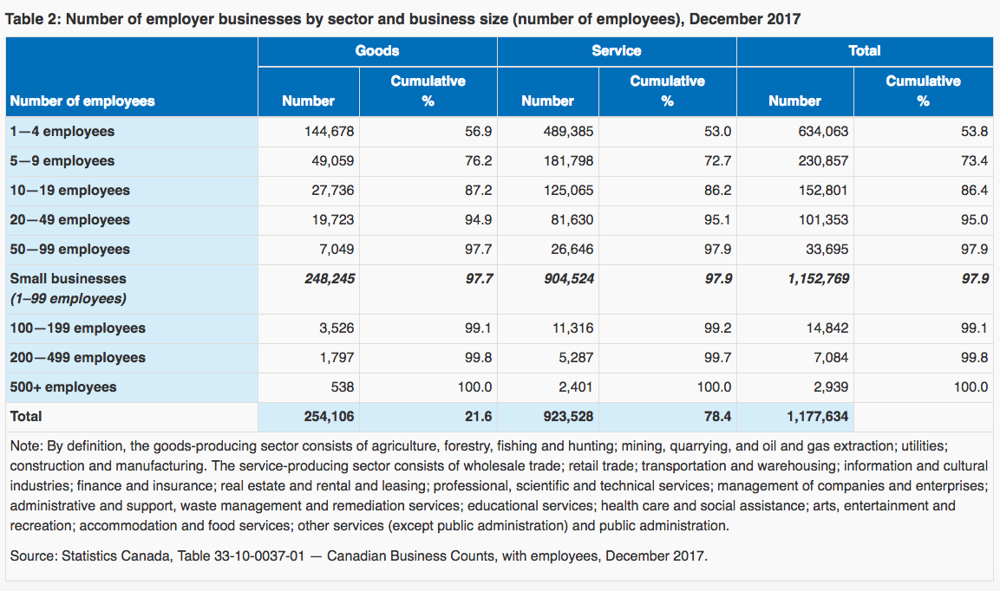 Table 2: Number of employer businesses by sector and business size (number of employees), December 2017
Goods Service Total
Number of employees Number Cumulative % Number Cumulative % Number Cumulative %
1—4 employees 144,678 56.9 489,385 53.0 634,063 53.8
5—9 employees 49,059 76.2 181,798 72.7 230,857 73.4
10—19 employees 27,736 87.2 125,065 86.2 152,801 86.4
20—49 employees 19,723 94.9 81,630 95.1 101,353 95.0
50—99 employees 7,049 97.7 26,646 97.9 33,695 97.9
Small businesses 248,245 97.7 904,524 97.9 1,152,769 97.9
(1–99 employees)
100—199 employees 3,526 99.1 11,316 99.2 14,842 99.1
200—499 employees 1,797 99.8 5,287 99.7 7,084 99.8
500+ employees 538 100.0 2,401 100.0 2,939 100.0
Total 254,106 21.6 923,528 78.4 1,177,634
Note: By definition, the goods-producing sector consists of agriculture, forestry, fishing and hunting; mining, quarrying, and oil and gas extraction; utilities;
construction and manufacturing. The service-producing sector consists of wholesale trade; retail trade; transportation and warehousing; information and cultural
industries; finance and insurance; real estate and rental and leasing; professional, scientific and technical services; management of companies and enterprises;
administrative and support, waste management and remediation services; educational services; health care and social assistance; arts, entertainment and
recreation; accommodation and food services; other services (except public administration) and public administration.
Source: Statistics Canada, Table 33-10-0037-01 — Canadian Business Counts, with employees, December 2017.